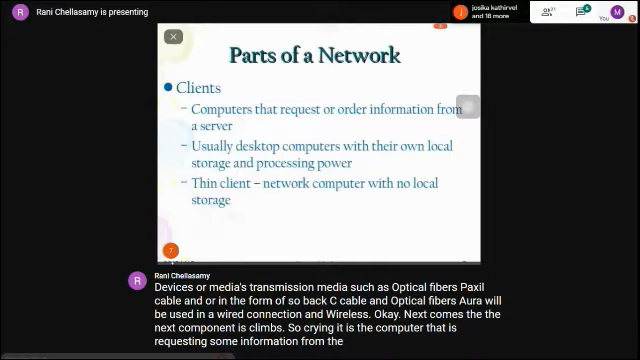 R Rani Chellasamy is presenting
j josika kathirvel
and 18 more
21
6
You
M
Parts of a Network
Clients
– Computers that request or order information from
a server
– Usually desktop computers with their own local
storage and processing power
– Thin client – network computer with no local
storage
7
R Rani Chellasamy
Devices or media's transmission media such as Optical fibers Paxil
cable and or in the form of so back C cable and Optical fibers Aura will
be used in a wired connection and Wireless. Okay. Next comes the the
next component is climbs. So crying it is the computer that is
requesting some information from the